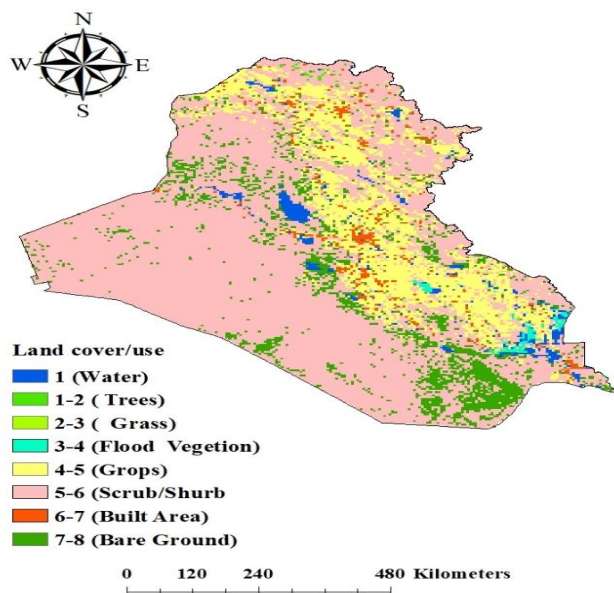 N
W E
S
Land cover/use
1 (Water)
1-2 ( Trees)
2-3 ( Grass)
3-4 (Flood Vegetion)
4-5 (Grops)
5-6 (Scrub/Shurb
6-7 (Built Area)
7-8 (Bare Ground)
0 120 240 480 Kilometers